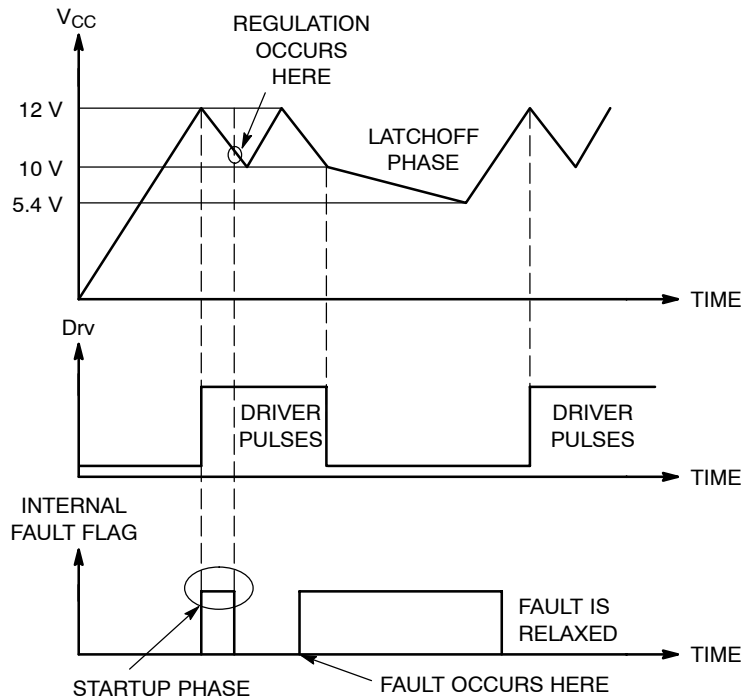 VCC
REGULATION
OCCURS
HERE
12 V
LATCHOFF
PHASE
10 V
5.4 V
TIME
Drv
DRIVER
PULSES
DRIVER
PULSES
TIME
INTERNAL
FAULT FLAG
FAULT IS
RELAXED
TIME
STARTUP PHASE
FAULT OCCURS HERE